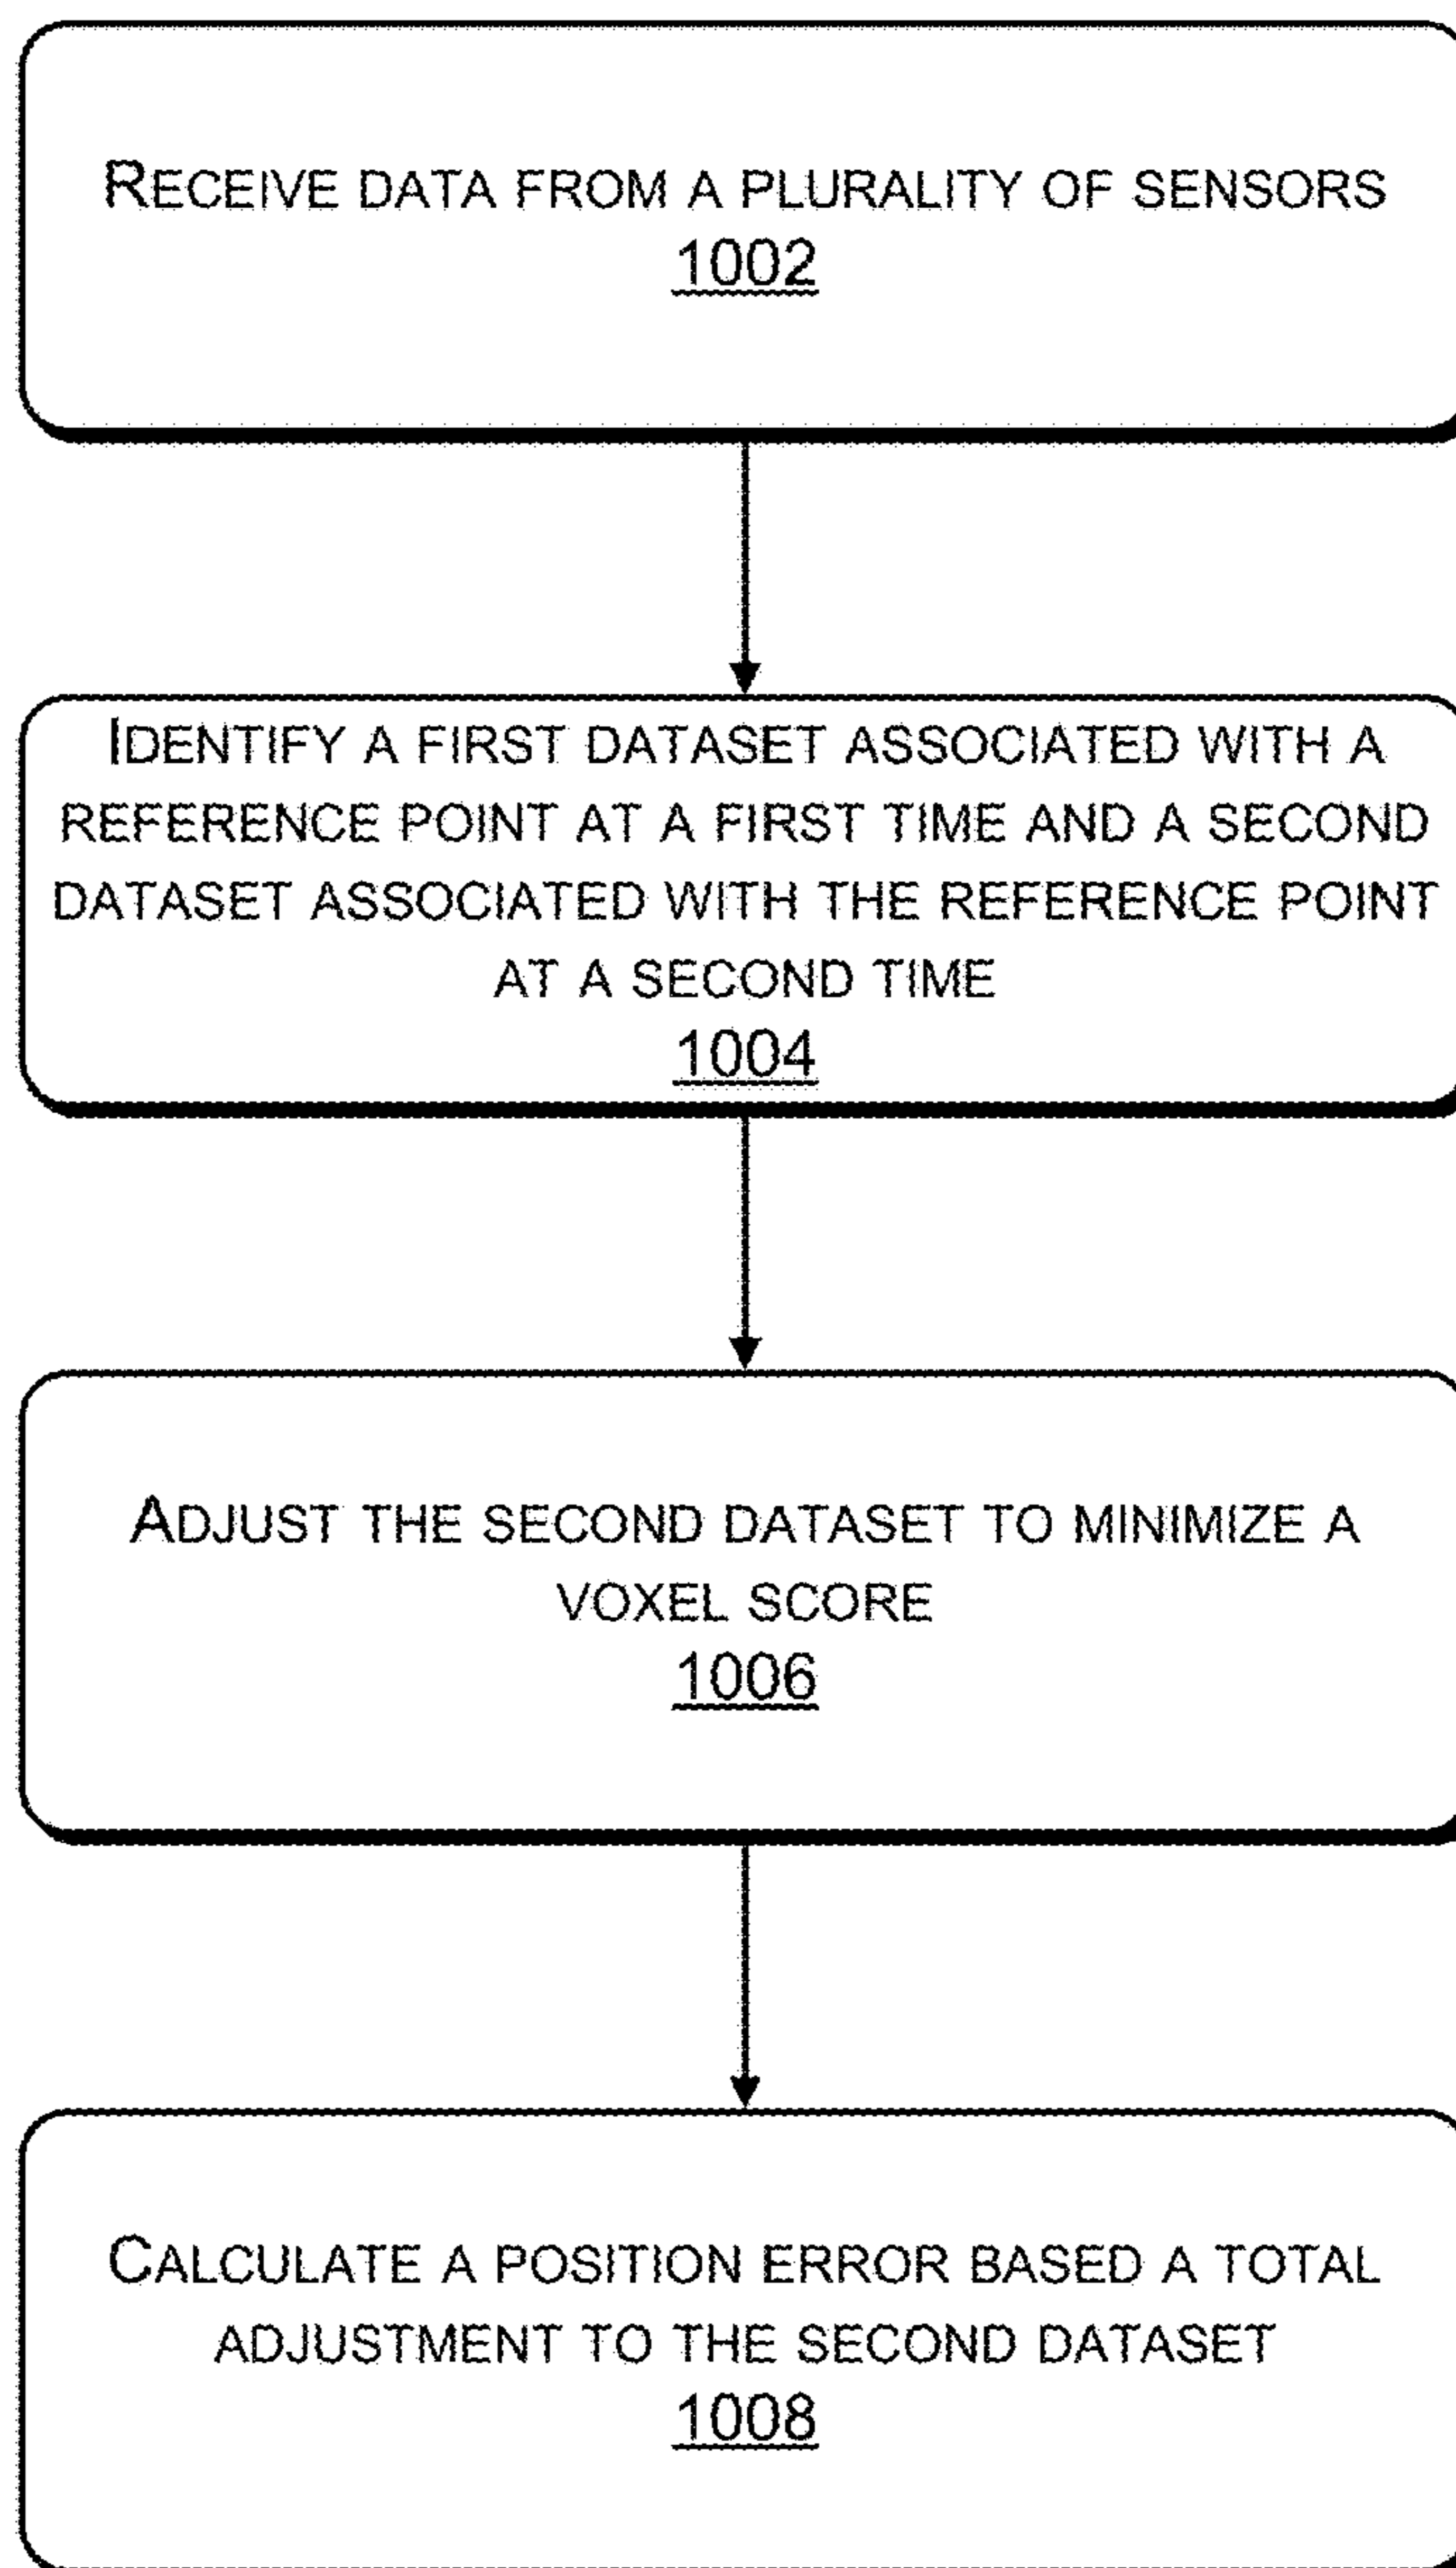 RECEIVE DATA FROM A PLURALITY OF SENSORS
1002
IDENTIFY A FIRST DATASET ASSOCIATED WITH A
REFERENCE POINT AT A FIRST TIME AND A SECOND
DATASET ASSOCIATED WITH THE REFERENCE POINT
AT A SECOND TIME
1004
ADJUST THE SECOND DATASET TO MINIMIZE A
VOXEL SCORE
1006
CALCULATE A POSITION ERROR BASED A TOTAL
ADJUSTMENT TO THE SECOND DATASET
1008